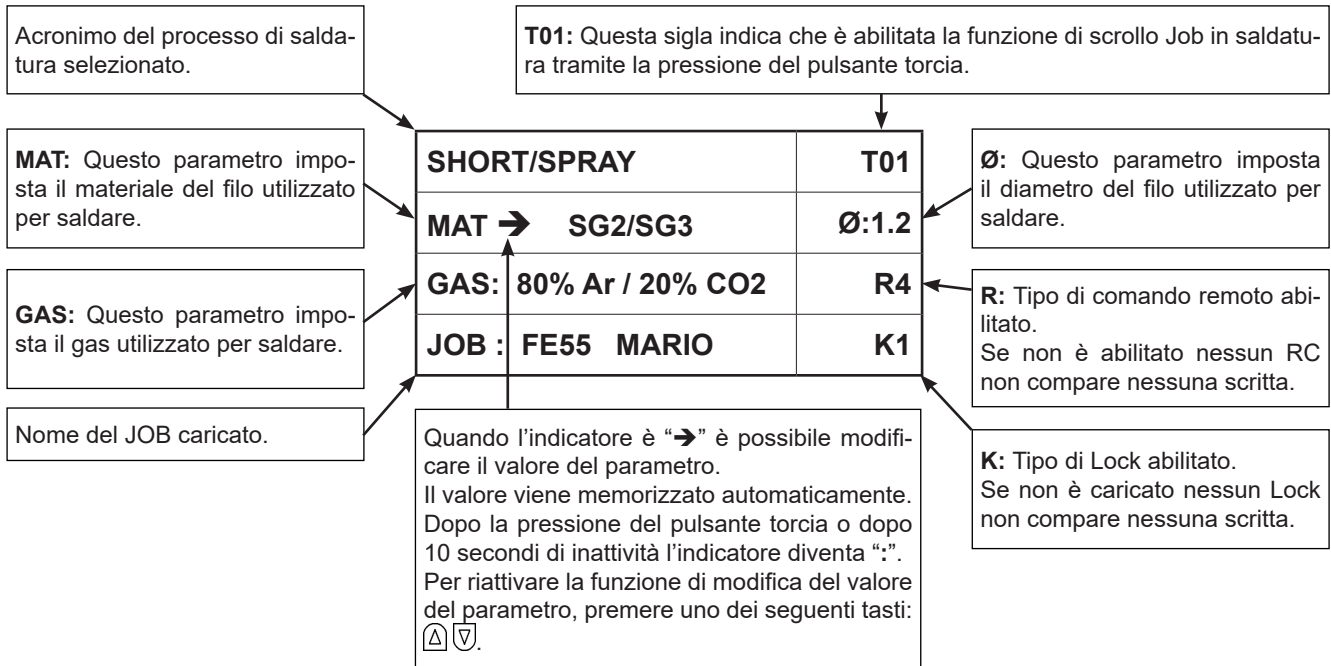 Acronimo del processo di salda-
tura selezionato.
T01: Questa sigla indica che è abilitata la funzione di scrollo Job in saldatu-
ra tramite la pressione del pulsante torcia.
MAT: Questo parametro impo-
sta il materiale del filo utilizzato
per saldare.
GAS: Questo parametro impo-
sta il gas utilizzato per saldare.
Nome del JOB caricato.
SHORT/SPRAY T01
MAT ➔ SG2/SG3 Ø:1.2
GAS: 80% Ar / 20% CO2 R4
JOB : FE55 MARIO K1
Ø: Questo parametro imposta
il diametro del filo utilizzato per
saldare.
R: Tipo di comando remoto abi-
litato.
Se non è abilitato nessun RC
non compare nessuna scritta.
K: Tipo di Lock abilitato.
Se non è caricato nessun Lock
non compare nessuna scritta.
Quando l’indicatore è “➔” è possibile modifi-
care il valore del parametro.
Il valore viene memorizzato automaticamente.
Dopo la pressione del pulsante torcia o dopo
10 secondi di inattività l’indicatore diventa “:”.
Per riattivare la funzione di modifica del valore
del parametro, premere uno dei seguenti tasti:
.